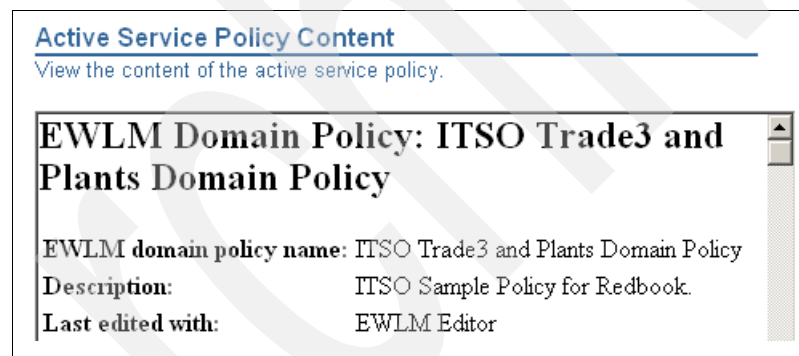 Active Service Policy Content
View the content of the active service policy.
EWLM Domain Policy: ITSO Trade3 and
Plants Domain Policy
EWLM domain policy name: ITSO Trade3 and Plants Domain Policy
Description: ITSO Sample Policy for Redbook.
Last edited with: EWLM Editor